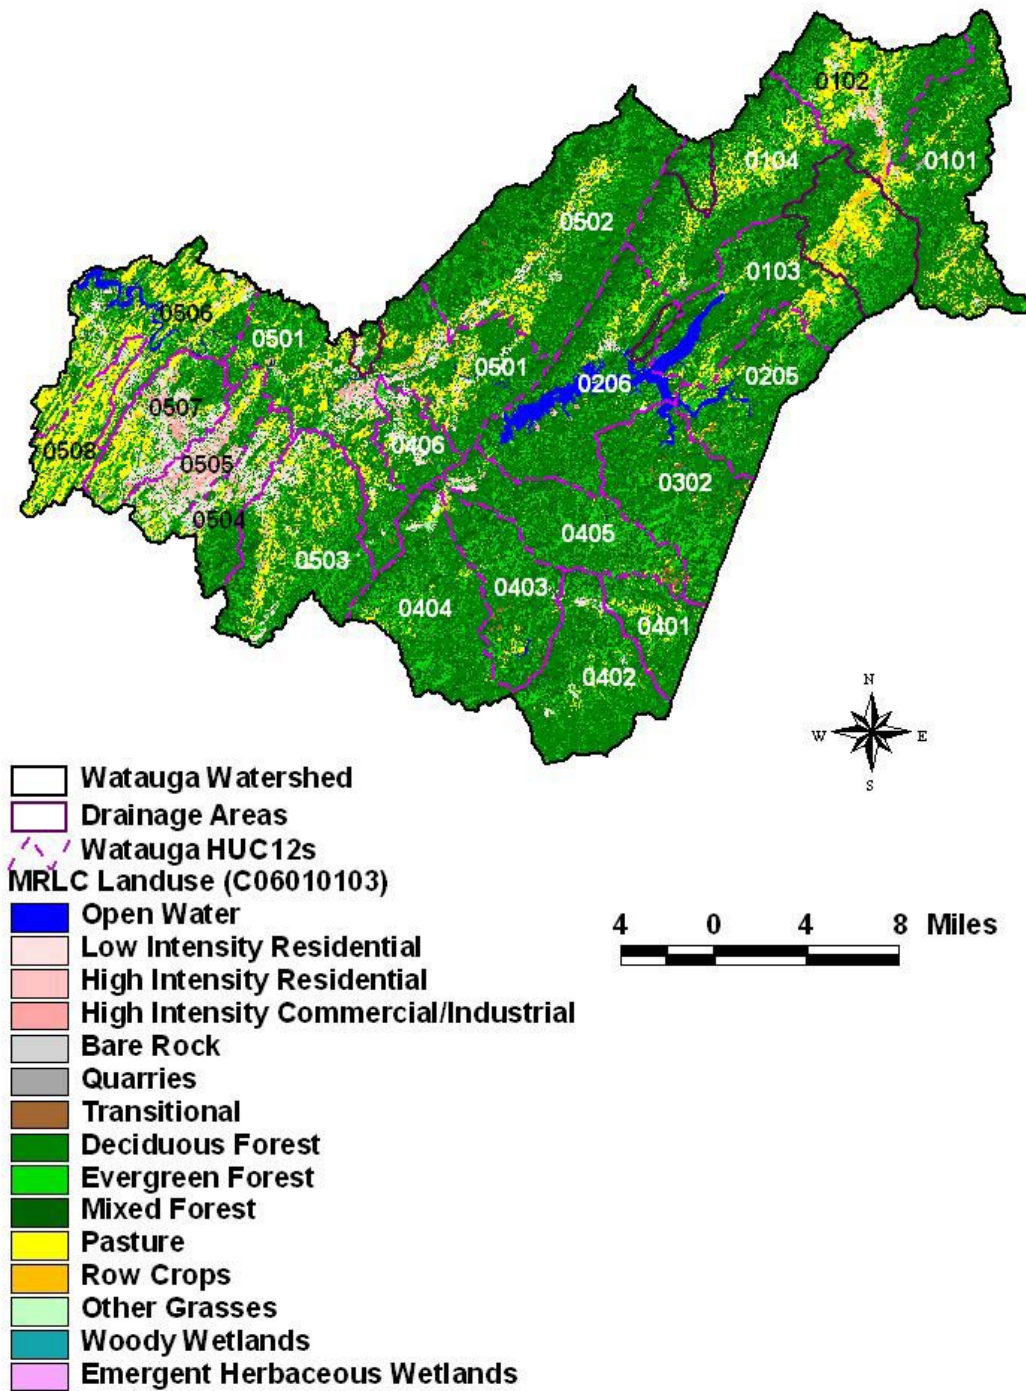 0102
0104
0101
0502
0103
0506
0501
0501
0206
0205
0507
0508
0505
0406
0302
0504
0405
0503
0403
0404
0401
0402
N
W E
S
Watauga Watershed
Drainage Areas
Watauga HUC12s
MRLC Landuse (C06010103)
Open Water
4 0 4 8 Miles
Low Intensity Residential
High Intensity Residential
High Intensity Commercial/Industrial
Bare Rock
Quarries
Transitional
Deciduous Forest
Evergreen Forest
Mixed Forest
Pasture
Row Crops
Other Grasses
Woody Wetlands
Emergent Herbaceous Wetlands